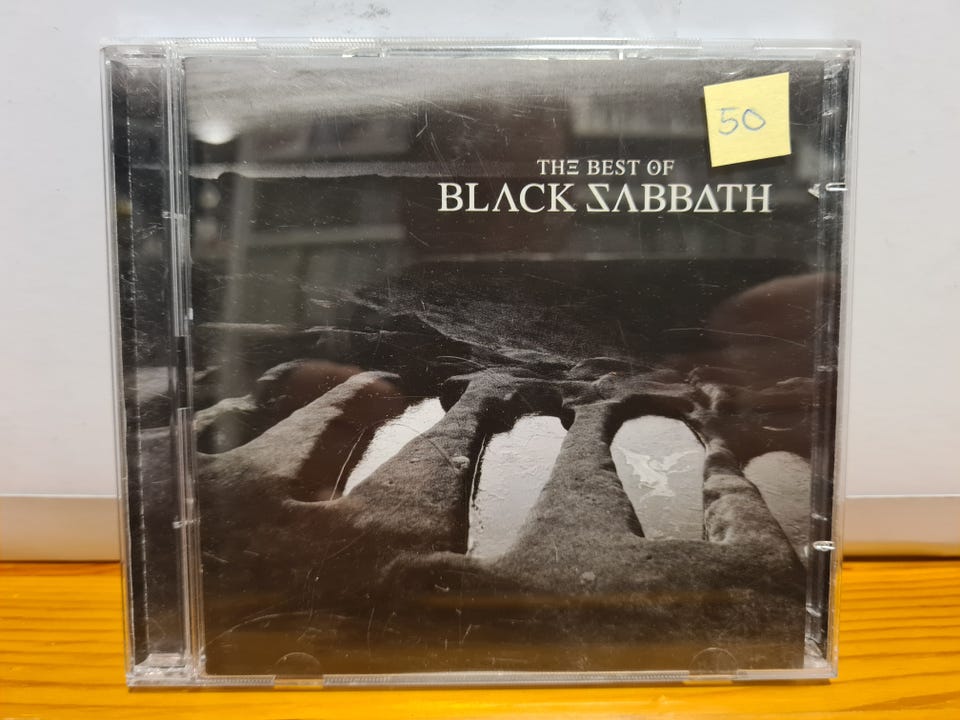 50
THE BEST OF
BLACK SABBATH